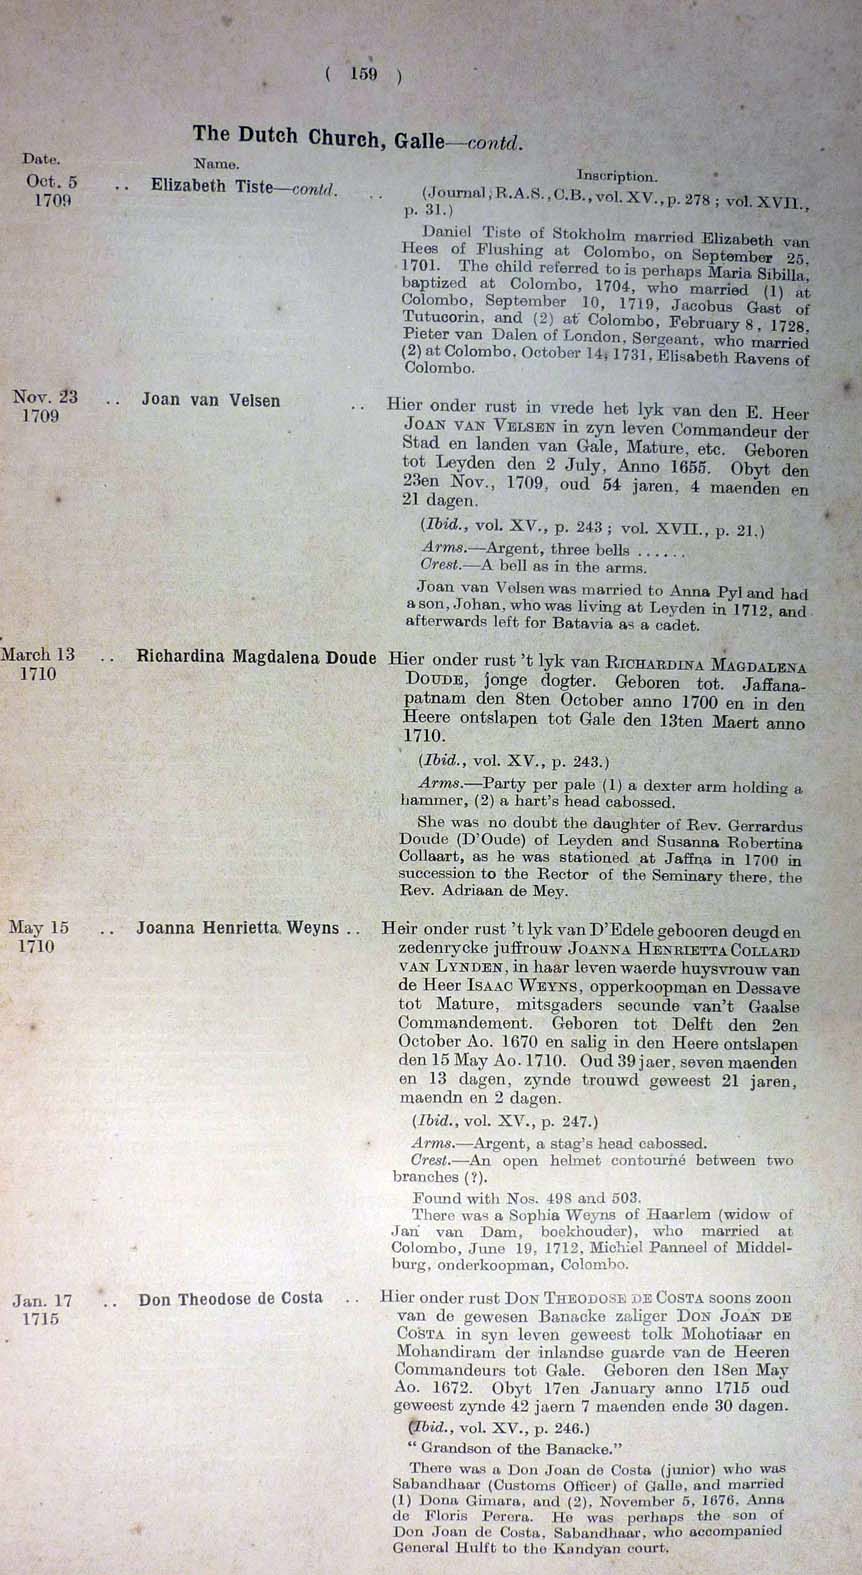 ( 159 )
The Dutch Church, Galle—contd.
Date. Name. Inscription.
Oct. 5 .. Elizabeth Tiste—contd. .. (Journal, R.A.S., C.B., vol. XV., p. 278 ; vol. XVII.,
1709 p. 31.)
Daniel Tiste of Stokholm married Elizabeth van
Hees of Flushing at Colombo, on September 25,
1701. The child referred to is perhaps Maria Sibilla,
baptized at Colombo, 1704, who married (1) at
Colombo, September 10, 1719, Jacobus Gast of
Tutucorin, and (2) at Colombo, February 8, 1728,
Pieter van Dalen of London, Sergeant, who married
(2) at Colombo, October 14, 1731, Elisabeth Ravens of
Colombo.
Nov. 23 .. Joan van Velsen .. Hier onder rust in vrede het lyk van den E. Heer
1709 JOAN VAN VELSEN in zyn leven Commandeur der
Stad en landen van Gale, Mature, etc. Geboren
tot Leyden den 2 July, Anno 1655. Obyt den
23en Nov., 1709, oud 54 jaren, 4 maenden en
21 dagen.
(Ibid., vol. XV., p. 243 ; vol. XVII., p. 21.)
Arms.—Argent, three bells ......
Crest.—A bell as in the arms.
Joan van Velsen was married to Anna Pyl and had
a son, Johan, who was living at Leyden in 1712, and
afterwards left for Batavia as a cadet.
March 13 .. Richardina Magdalena Doude Hier onder rust 't lyk van RICHARDINA MAGDALENA
1710 DOUDE, jonge dogter. Geboren tot. Jaffana-
patnam den 8ten October anno 1700 en in den
Heere ontslapen tot Gale den 13ten Maert anno
1710.
(Ibid., vol. XV., p. 243.)
Arms.—Party per pale (1) a dexter arm holding a
hammer, (2) a hart's head cabossed.
She was no doubt the daughter of Rev. Gerrardus
Doude (D'Oude) of Leyden and Susanna Robertina
Collaart, as he was stationed at Jaffna in 1700 in
succession to the Rector of the Seminary there, the
Rev. Adriaan de Mey.
May 15 .. Joanna Henrietta Weyns .. Heir onder rust 't lyk van D'Edele gebooren deugd en
1710 zedenrycke juffrouw JOANNA HENRIETTA COLLARD
VAN LYNDEN, in haar leven waerde huysvrouw van
de Heer ISAAC WEYNS, opperkoopman en Dessave
tot Mature, mitsgaders secunde van't Gaalse
Commandement. Geboren tot Delft den 2en
October Ao. 1670 en salig in den Heere ontslapen
den 15 May Ao. 1710. Oud 39 jaer, seven maenden
en 13 dagen, zynde trouwd geweest 21 jaren,
maendn en 2 dagen.
(Ibid., vol. XV., p. 247.)
Arms.—Argent, a stag's head cabossed.
Crest.—An open helmet contourné between two
branches (?).
Found with Nos. 498 and 503.
There was a Sophia Weyns of Haarlem (widow of
Jan van Dam, boekhouder), who married at
Colombo, June 19, 1712, Michiel Panneel of Middel-
burg, onderkoopman, Colombo.
Jan. 17 .. Don Theodose de Costa .. Hier onder rust DON THEODOSE DE COSTA soons zoon
1715 van de gewesen Banacke zaliger DON JOAN DE
COSTA in syn leven geweest tolk Mohotiaar en
Mohandiram der inlandse guarde van de Heeren
Commandeurs tot Gale. Geboren den 18en May
Ao. 1672. Obyt 17en January anno 1715 oud
geweest zynde 42 jaern 7 maenden ende 30 dagen.
(Ibid., vol. XV., p. 246.)
“ Grandson of the Banacke.”
There was a Don Joan de Costa (junior) who was
Sabandhaar (Customs Officer) of Galle, and married
(1) Dona Gimara, and (2), November 5, 1676, Anna
de Floris Perera. He was perhaps the son of
Don Joan de Costa, Sabandhaar, who accompanied
General Hulft to the Kandyan court.